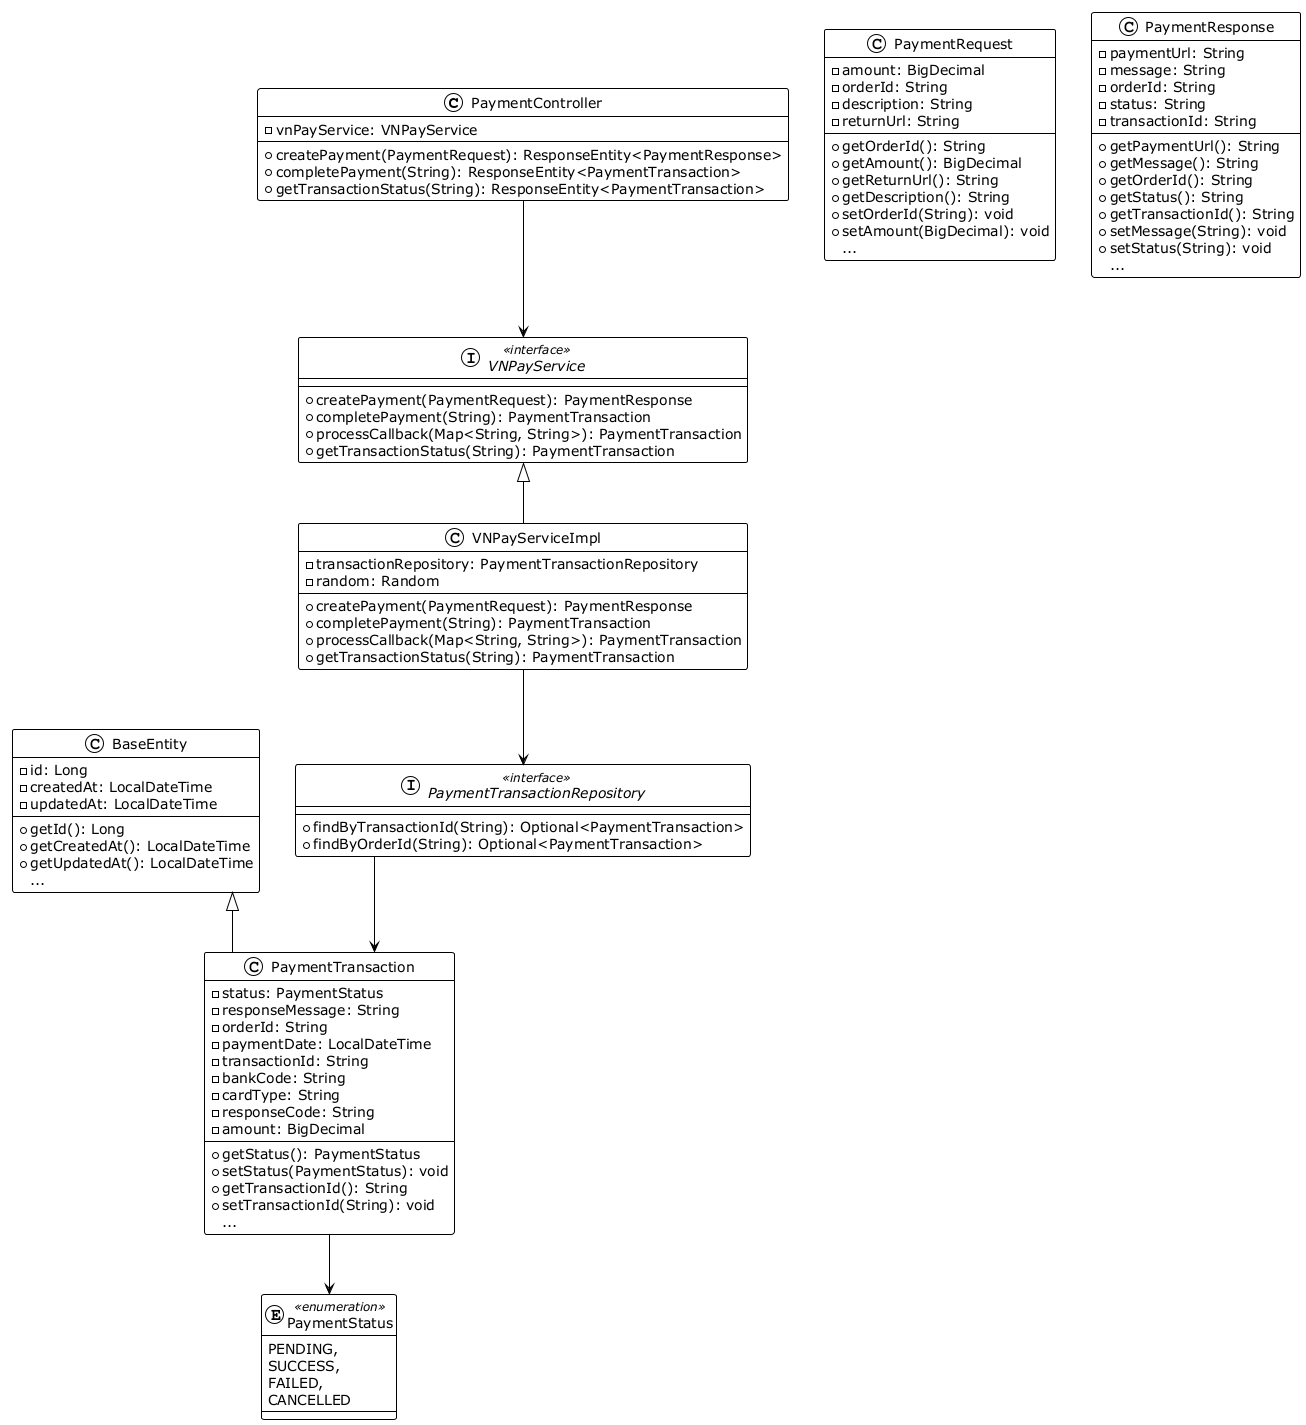 C PaymentController
vnPayService: VNPayService
createPayment(PaymentRequest): ResponseEntity<PaymentResponse>
completePayment(String): ResponseEntity<PaymentTransaction>
getTransactionStatus(String): ResponseEntity<PaymentTransaction>
C PaymentRequest
amount: BigDecimal
orderId: String
description: String
returnUrl: String
getOrderId(): String
getAmount(): BigDecimal
getReturnUrl(): String
getDescription(): String
setOrderId(String): void
setAmount(BigDecimal): void
...
C PaymentResponse
paymentUrl: String
message: String
orderId: String
status: String
transactionId: String
getPaymentUrl(): String
getMessage(): String
getOrderId(): String
getStatus(): String
getTransactionId(): String
setMessage(String): void
setStatus(String): void
...
«interface»
I VNPayService
createPayment(PaymentRequest): PaymentResponse
completePayment(String): PaymentTransaction
processCallback(Map<String, String>): PaymentTransaction
getTransactionStatus(String): PaymentTransaction
C VNPayServiceImpl
transactionRepository: PaymentTransactionRepository
random: Random
createPayment(PaymentRequest): PaymentResponse
completePayment(String): PaymentTransaction
processCallback(Map<String, String>): PaymentTransaction
getTransactionStatus(String): PaymentTransaction
C BaseEntity
id: Long
createdAt: LocalDateTime
updatedAt: LocalDateTime
getId(): Long
getCreatedAt(): LocalDateTime
getUpdatedAt(): LocalDateTime
...
«interface»
I PaymentTransactionRepository
findByTransactionId(String): Optional<PaymentTransaction>
findByOrderId(String): Optional<PaymentTransaction>
C PaymentTransaction
status: PaymentStatus
responseMessage: String
orderId: String
paymentDate: LocalDateTime
transactionId: String
bankCode: String
cardType: String
responseCode: String
amount: BigDecimal
getStatus(): PaymentStatus
setStatus(PaymentStatus): void
getTransactionId(): String
setTransactionId(String): void
...
«enumeration»
E PaymentStatus
PENDING,
SUCCESS,
FAILED,
CANCELLED